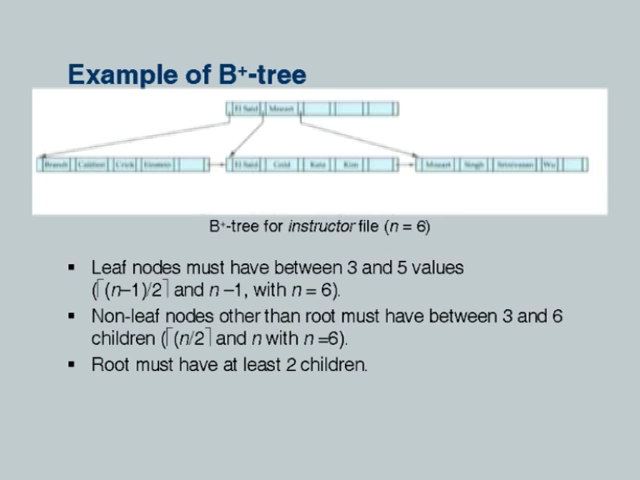 Example of B⁺-tree
El Said Mozart
Brandt Califieri Crick Einstein El Said Gold Katz Kim Mozart Singh Srinivasan Wu
B⁺-tree for instructor file (n = 6)
▪ Leaf nodes must have between 3 and 5 values
(⌈(n–1)/2⌉ and n –1, with n = 6).
▪ Non-leaf nodes other than root must have between 3 and 6
children (⌈(n/2⌉ and n with n =6).
▪ Root must have at least 2 children.